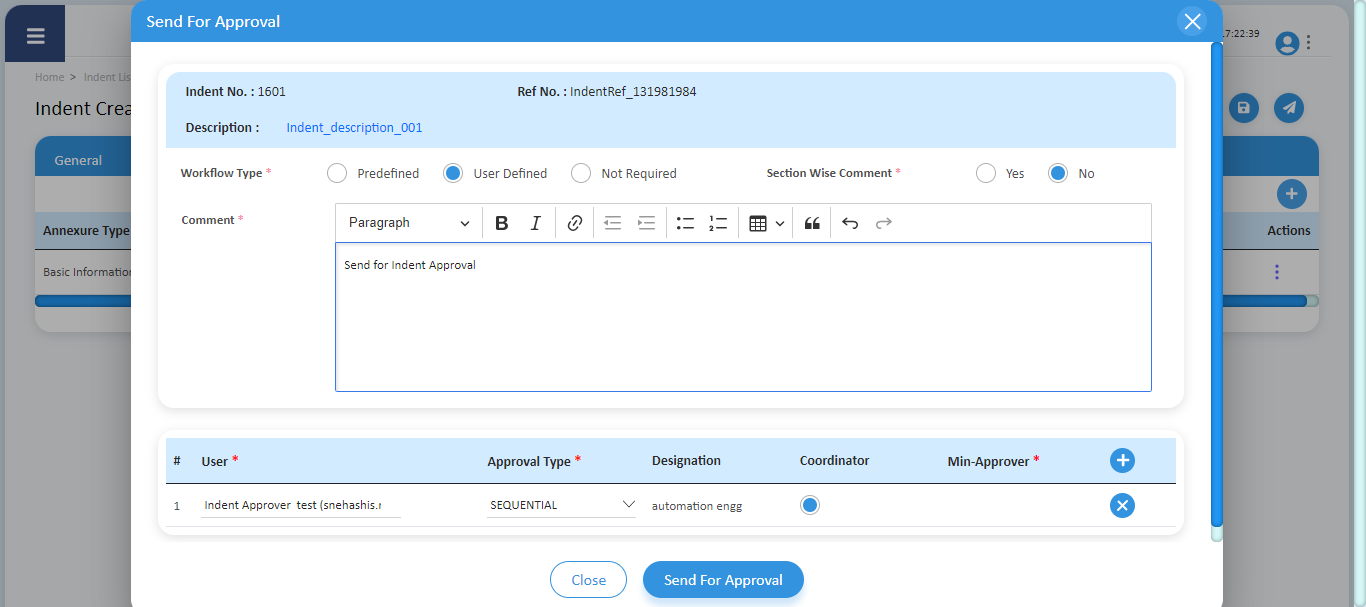 Send For Approval
7:22:39
Home > Indent Lis
Indent Crea
General
Annexure Type
Actions
Basic Information
Indent No. : 1601
Ref No. : IndentRef_131981984
Description : Indent_description_001
Workflow Type * Predefined User Defined Not Required
Section Wise Comment * Yes No
Comment *
Paragraph
Send for Indent Approval
# User * Approval Type * Designation Coordinator Min-Approver *
1 Indent Approver test (snehashis.r SEQUENTIAL automation engg
Close
Send For Approval